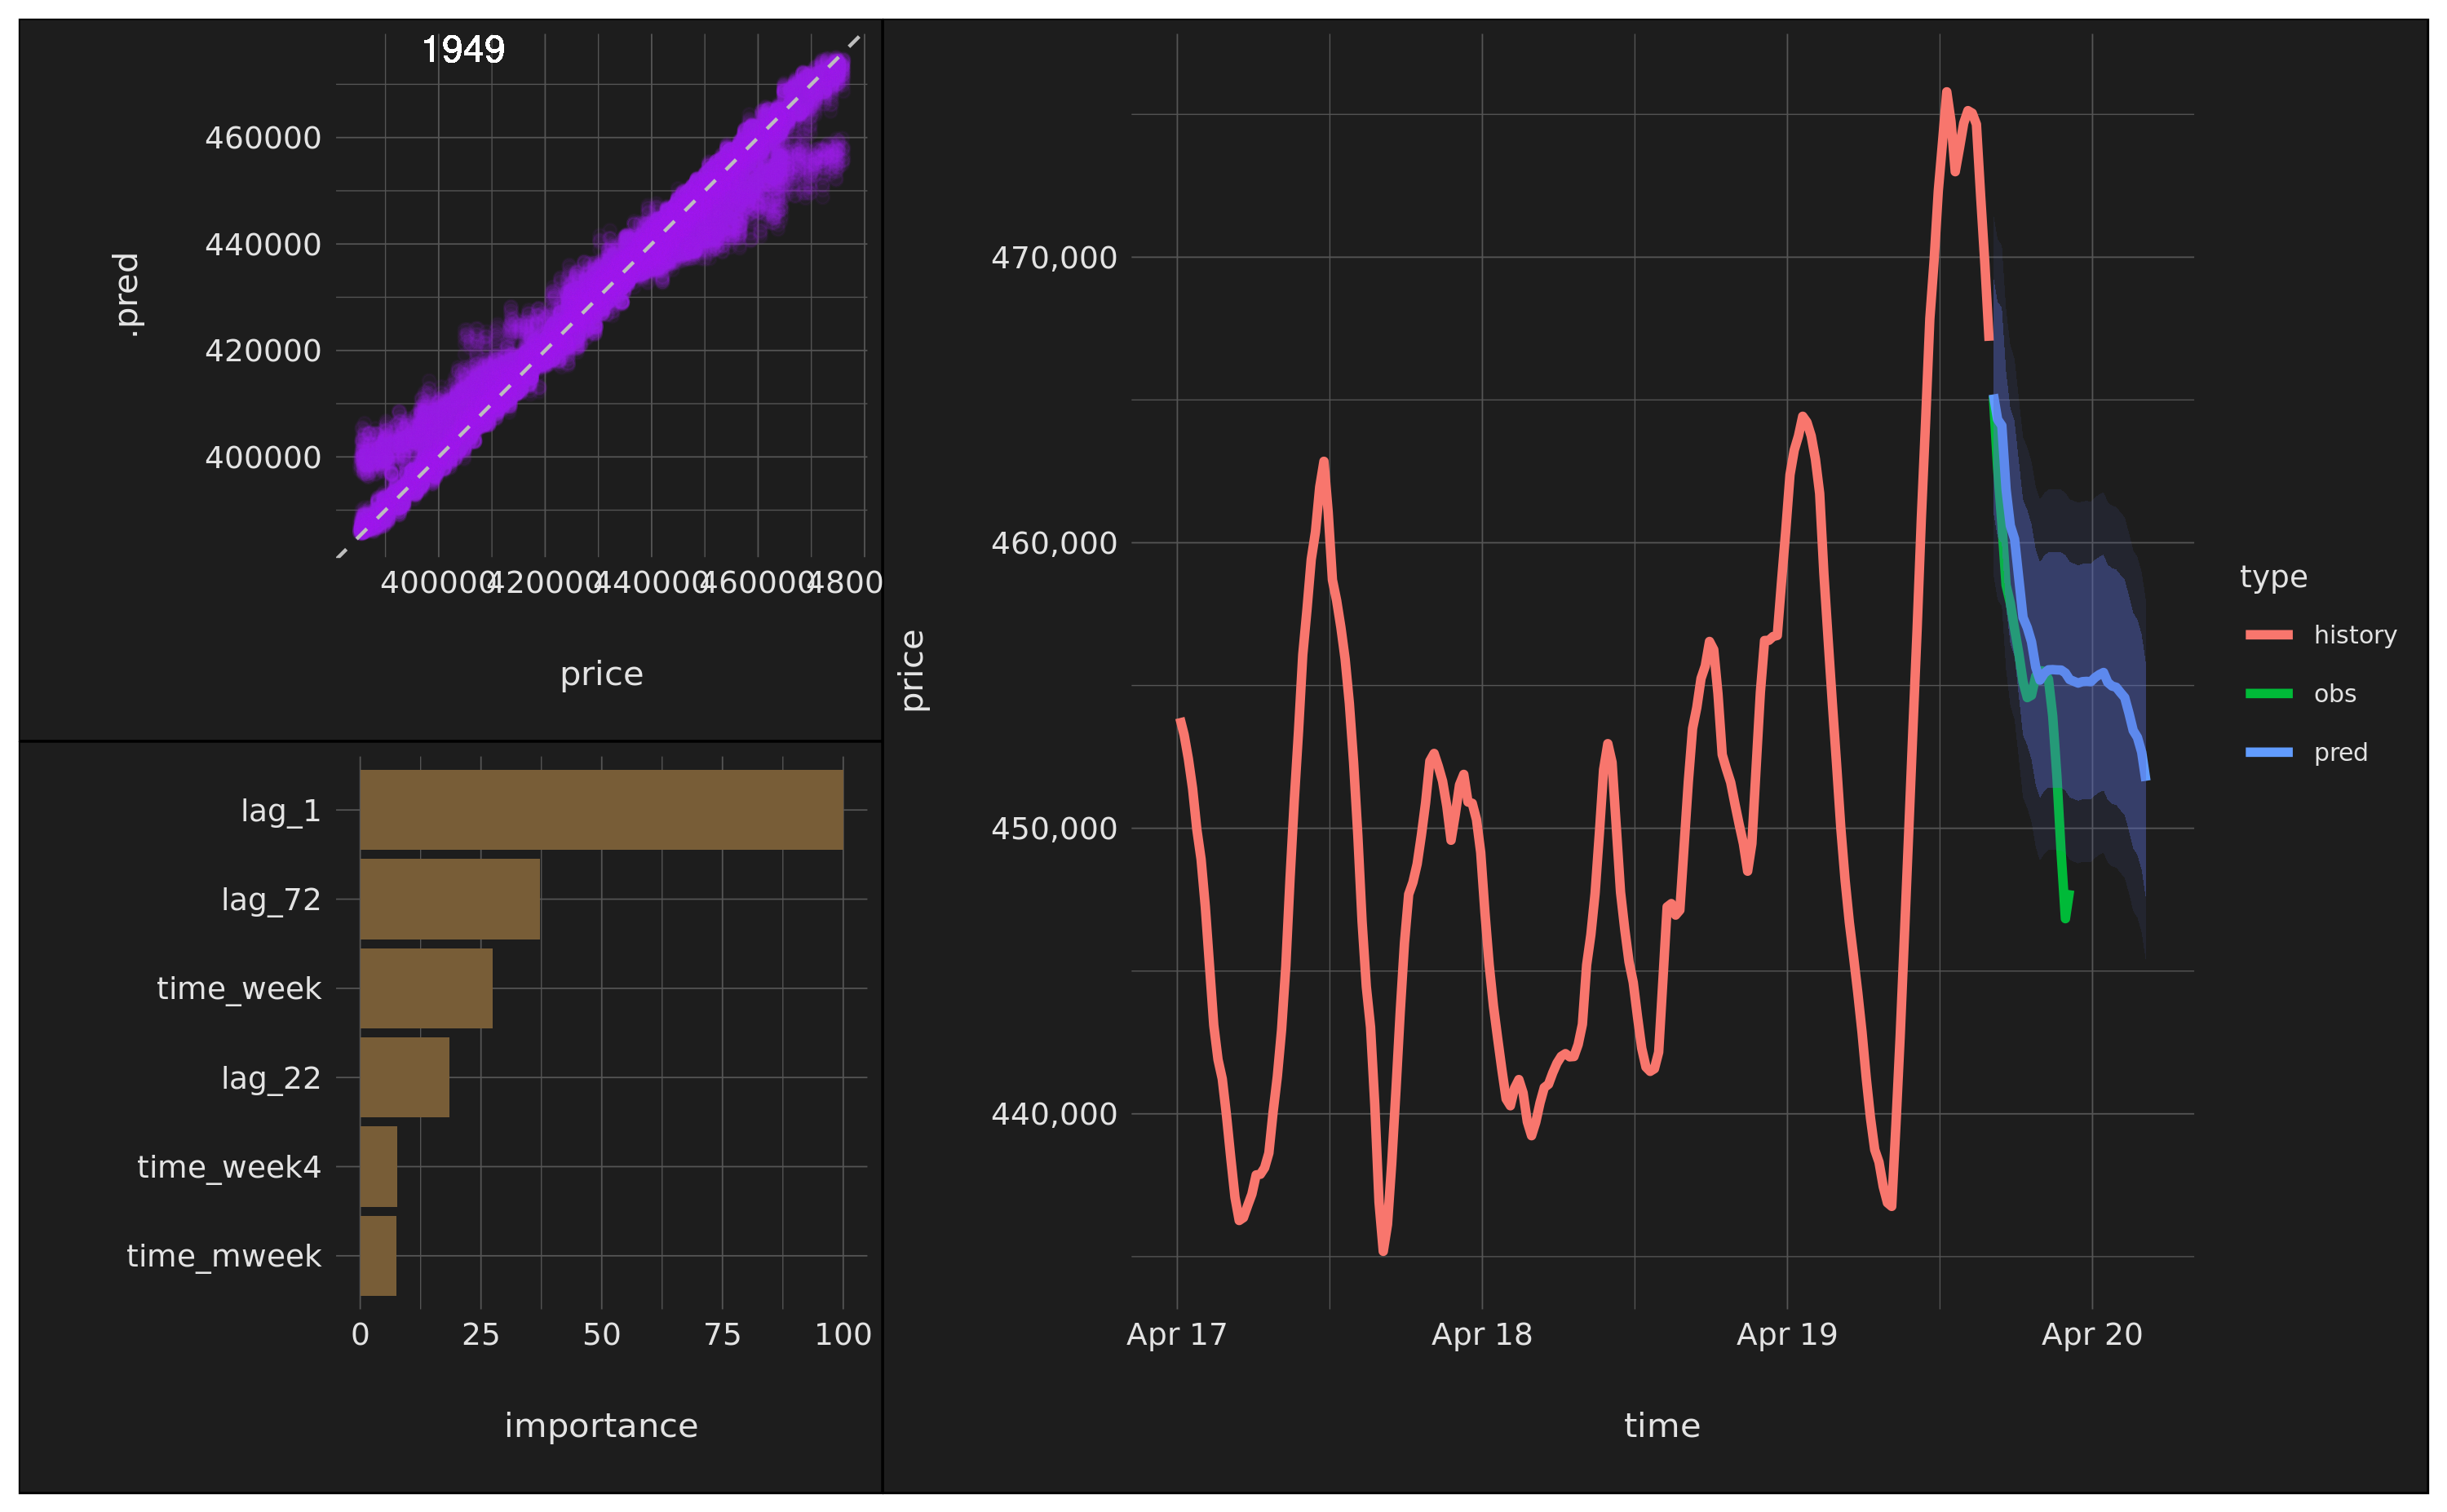 1949
.pred
460000
440000
420000
400000
400000 420000 440000 460000 4800
price
lag_1
lag_72
time_week
lag_22
time_week4
time_mweek
0 25 50 75 100
importance
price
470,000
460,000
450,000
440,000
Apr 17 Apr 18 Apr 19 Apr 20
time
type
history
obs
pred